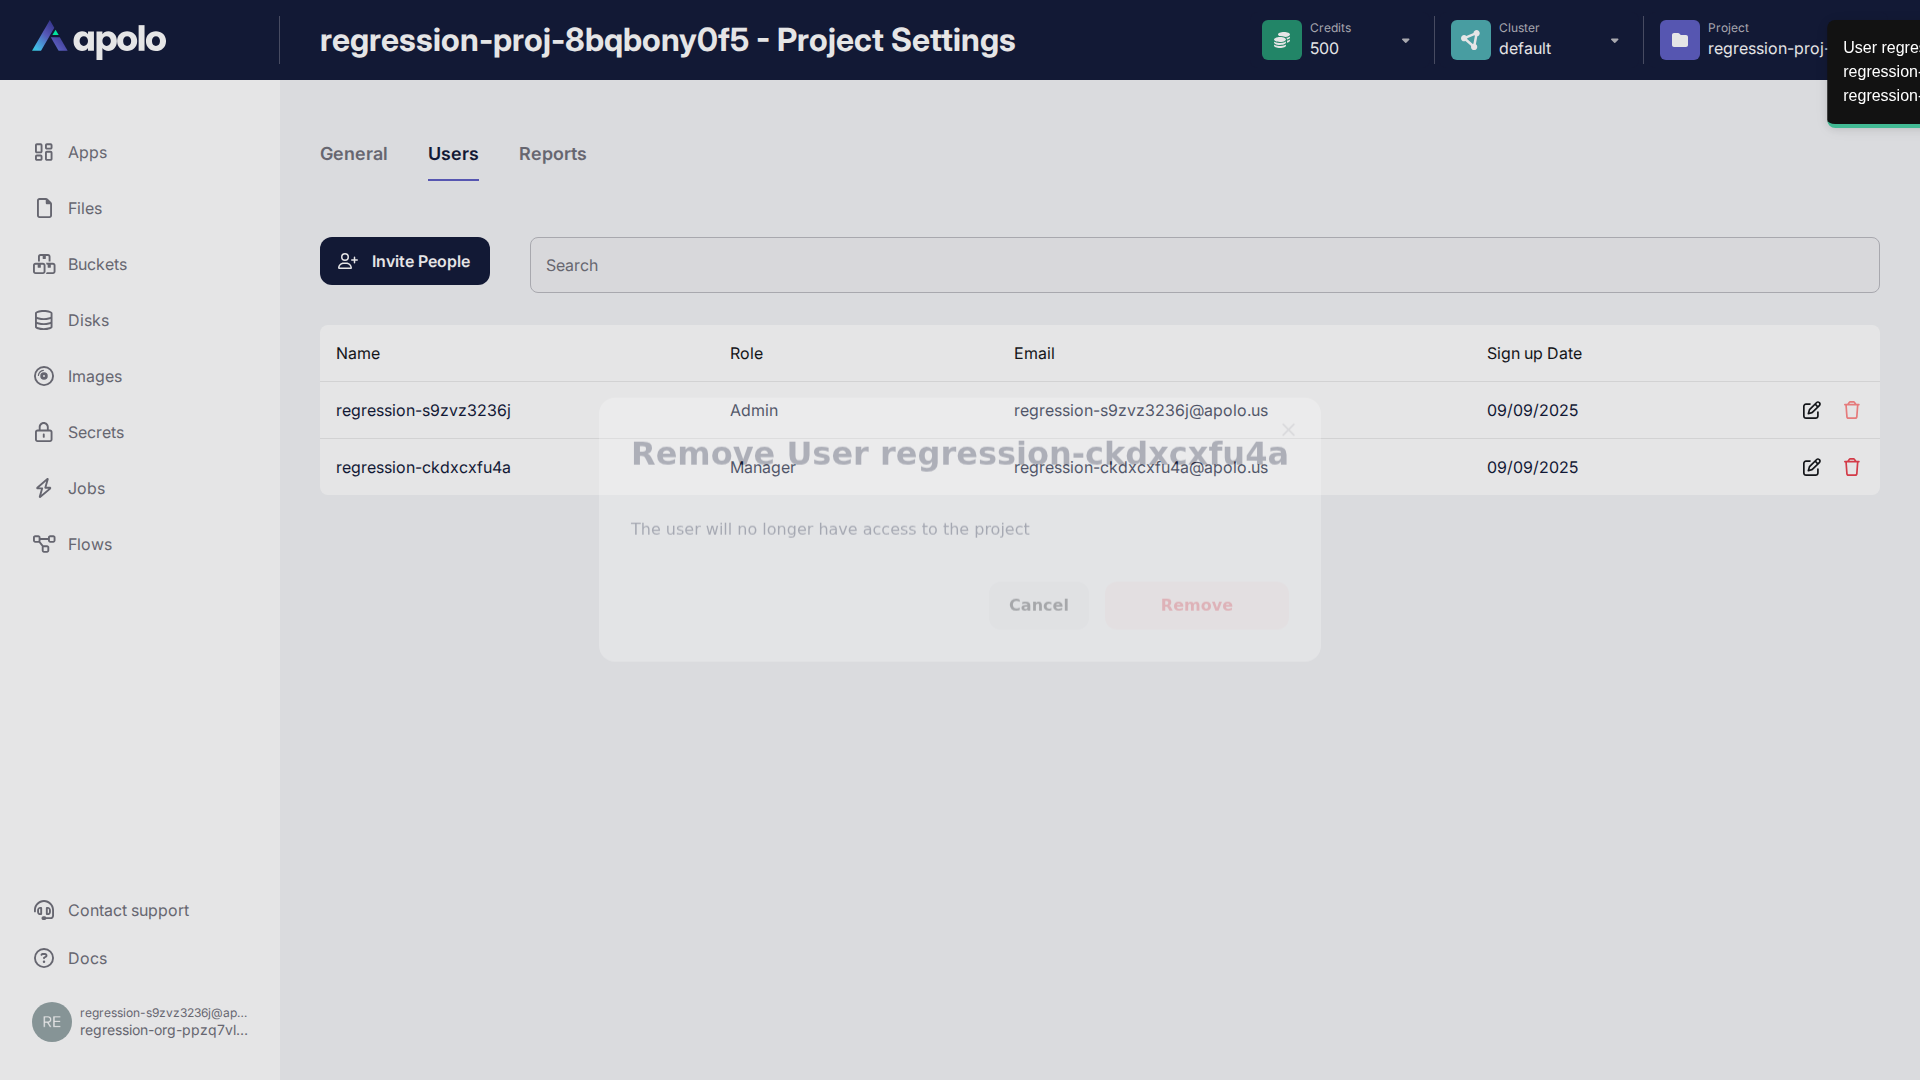 apolo
regression-proj-8bqbony0f5 - Project Settings
Credits
500
Cluster
default
Project
regression-proj-
User regres
regression-
regression-
Apps
Files
Buckets
Disks
Images
Secrets
Jobs
Flows
General
Users
Reports
Invite People
Search
Name
Role
Email
Sign up Date
regression-s9zvz3236j
Admin
regression-s9zvz3236j@apolo.us
09/09/2025
regression-ckdxcxfu4a
Manager
regression-ckdxcxfu4a@apolo.us
09/09/2025
Remove User regression-ckdxcxfu4a
The user will no longer have access to the project
Cancel
Remove
Contact support
Docs
RE
regression-s9zvz3236j@ap...
regression-org-ppzq7vl...